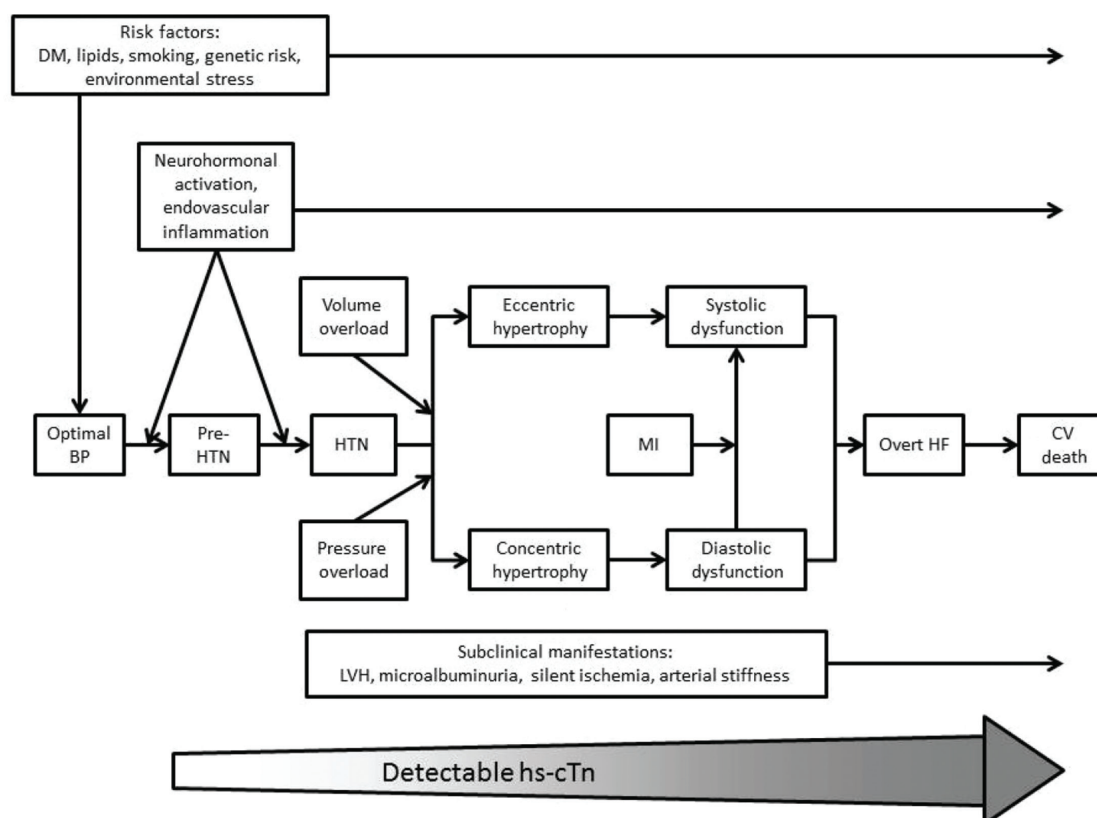 Risk factors:
DM, lipids, smoking, genetic risk,
environmental stress
Neurohormonal
activation,
endovascular
inflammation
Volume
overload
Eccentric
hypertrophy
Systolic
dysfunction
Optimal
BP
Pre-
HTN
HTN
MI
Overt HF
CV
death
Pressure
overload
Concentric
hypertrophy
Diastolic
dysfunction
Subclinical manifestations:
LVH, microalbuminuria, silent ischemia, arterial stiffness
Detectable hs-cTn